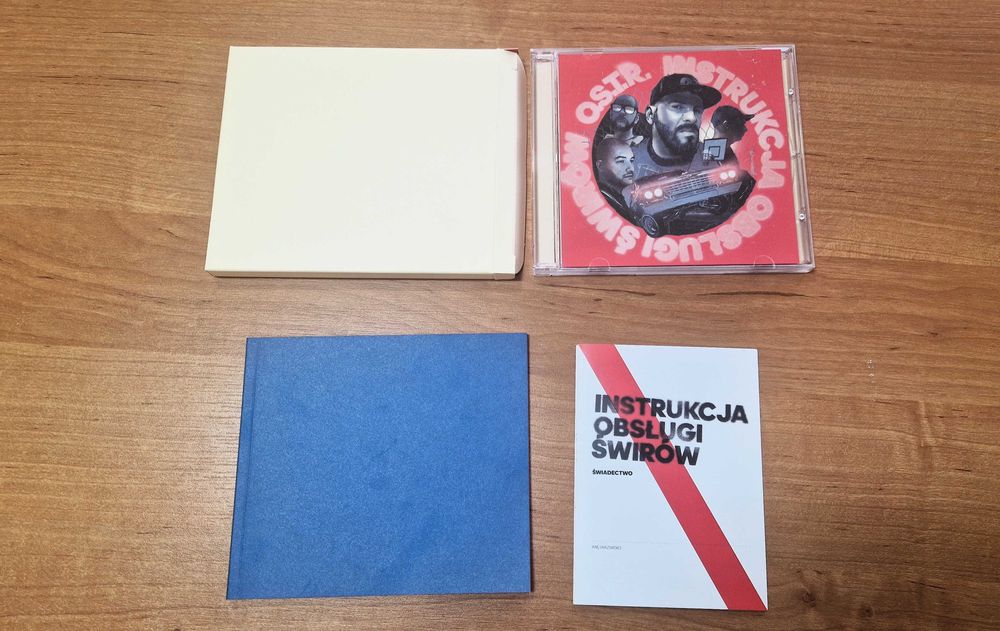 O.S.T.R. INSTRUKCJA OBSŁUGI ŚWIRÓW
INSTRUKCJA
OBSŁUGI
ŚWIRÓW
ŚWIADECTWO